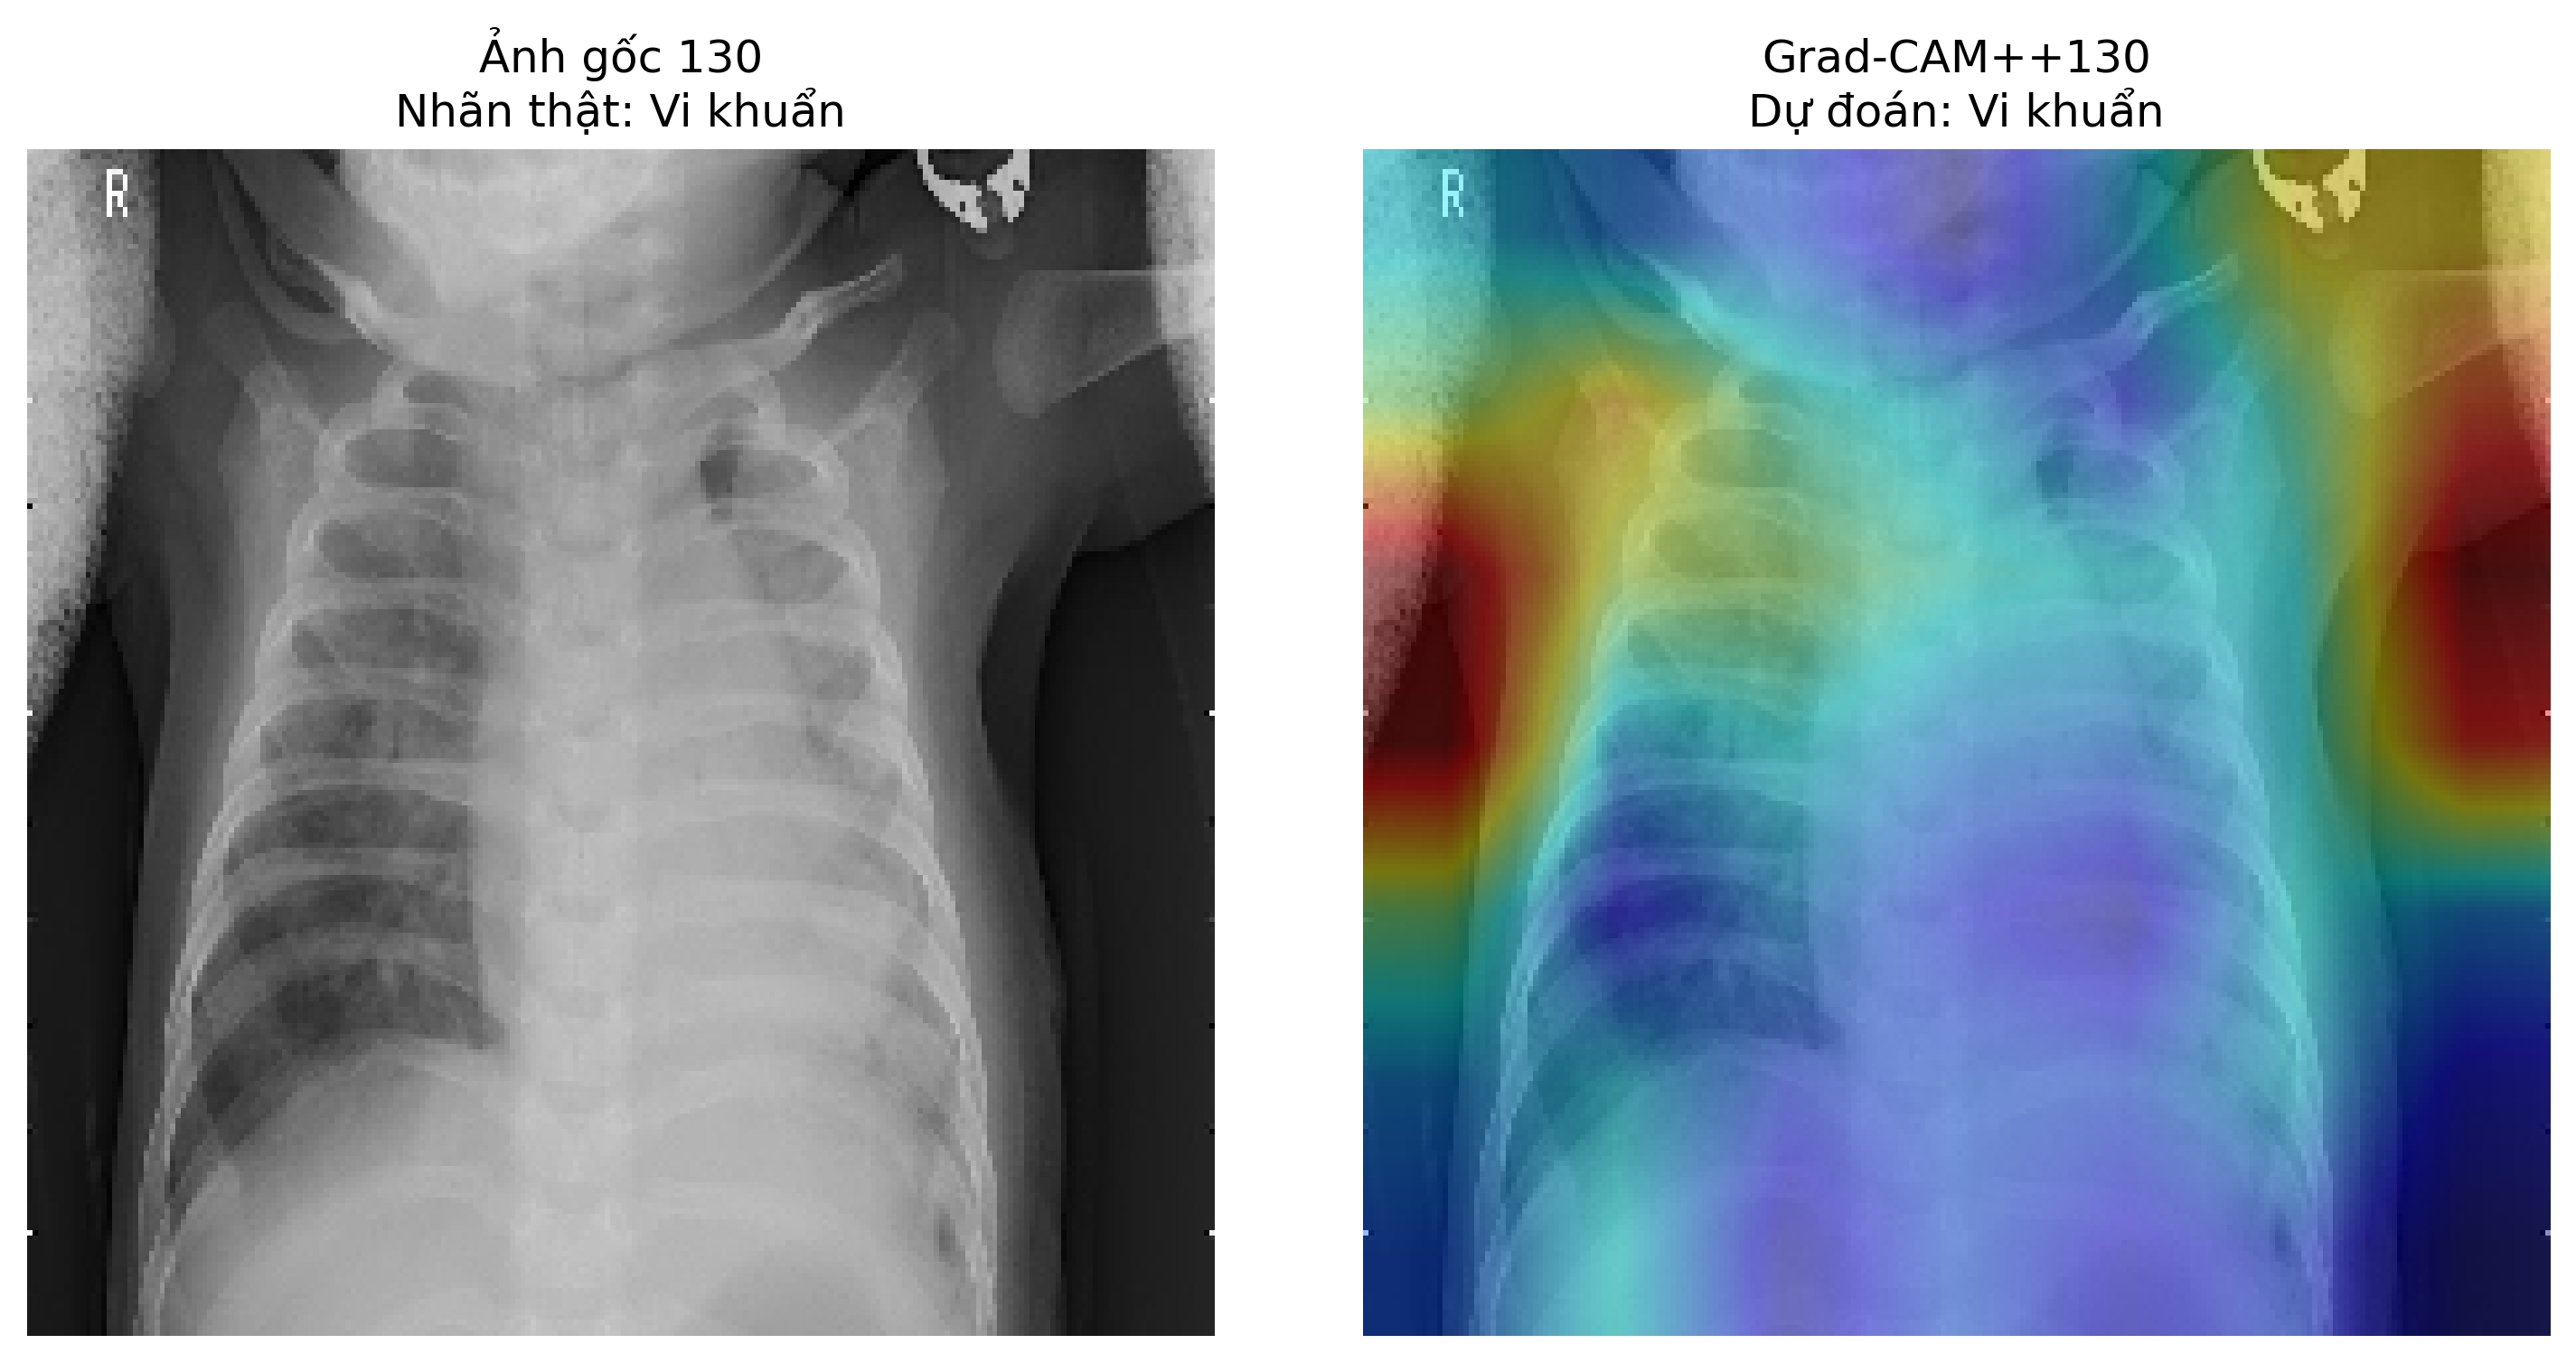 Ảnh gốc 130
Nhãn thật: Vi khuẩn
R
Grad-CAM++130
Dự đoán: Vi khuẩn
R